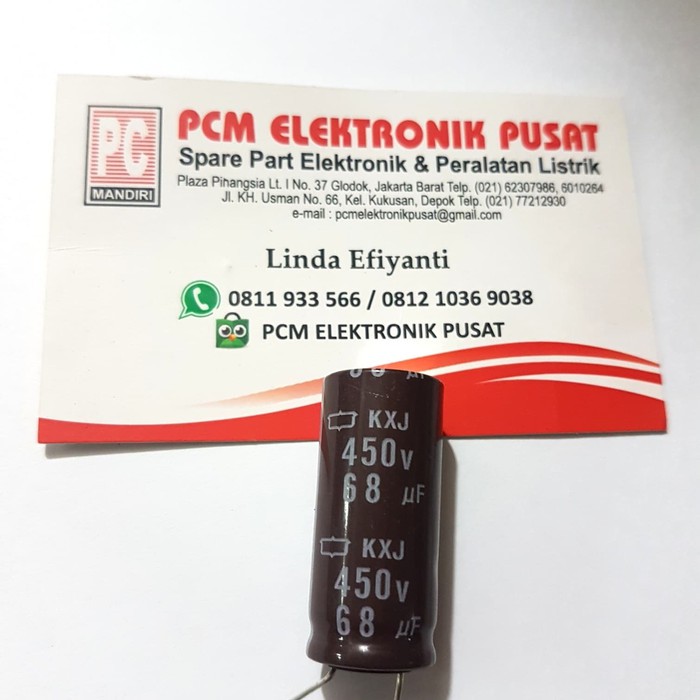 PC
MANDIRI
PCM ELEKTRONIK PUSAT
Spare Part Elektronik & Peralatan Listrik
Plaza Pinangsia Lt. I No. 37 Glodok, Jakarta Barat Telp. (021) 62307986, 6010264
Jl. KH. Usman No. 66, Kel. Kukusan, Depok Telp. (021) 77212930
e-mail : pcmelektronikpusat@gmail.com
Linda Efiyanti
0811 933 566 / 0812 1036 9038
PCM ELEKTRONIK PUSAT
µF
KXJ
450V
68 µF
KXJ
450V
68 µF